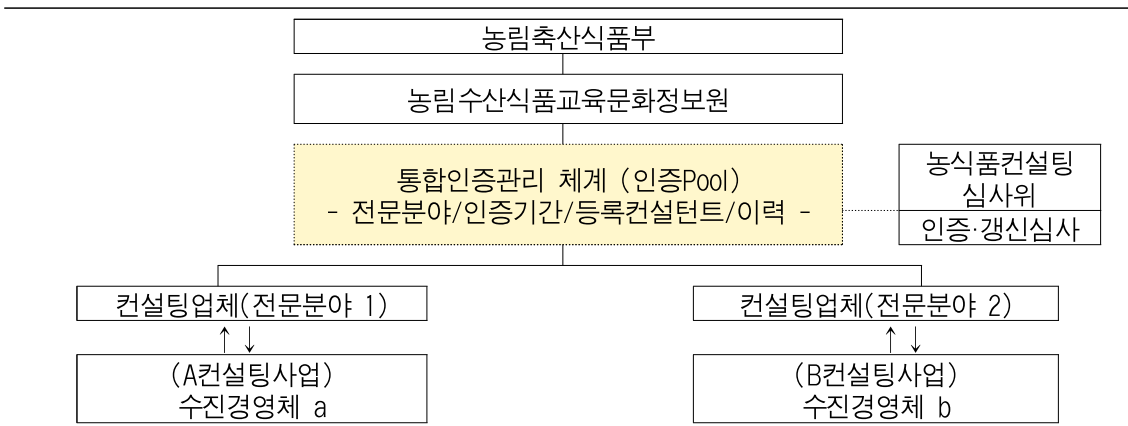 농림축산식품부
농림수산식품교육문화정보원
통합인증관리 체계 (인증Pool)
- 전문분야/인증기간/등록컨설턴트/이력 -
농식품컨설팅
심사위
인증·갱신심사
컨설팅업체(전문분야 1)
컨설팅업체(전문분야 2)
(A컨설팅사업)
수진경영체 a
(B컨설팅사업)
수진경영체 b